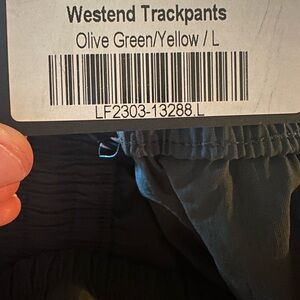 Westend Trackpants
Olive Green/Yellow / L
LF2303-13288.L